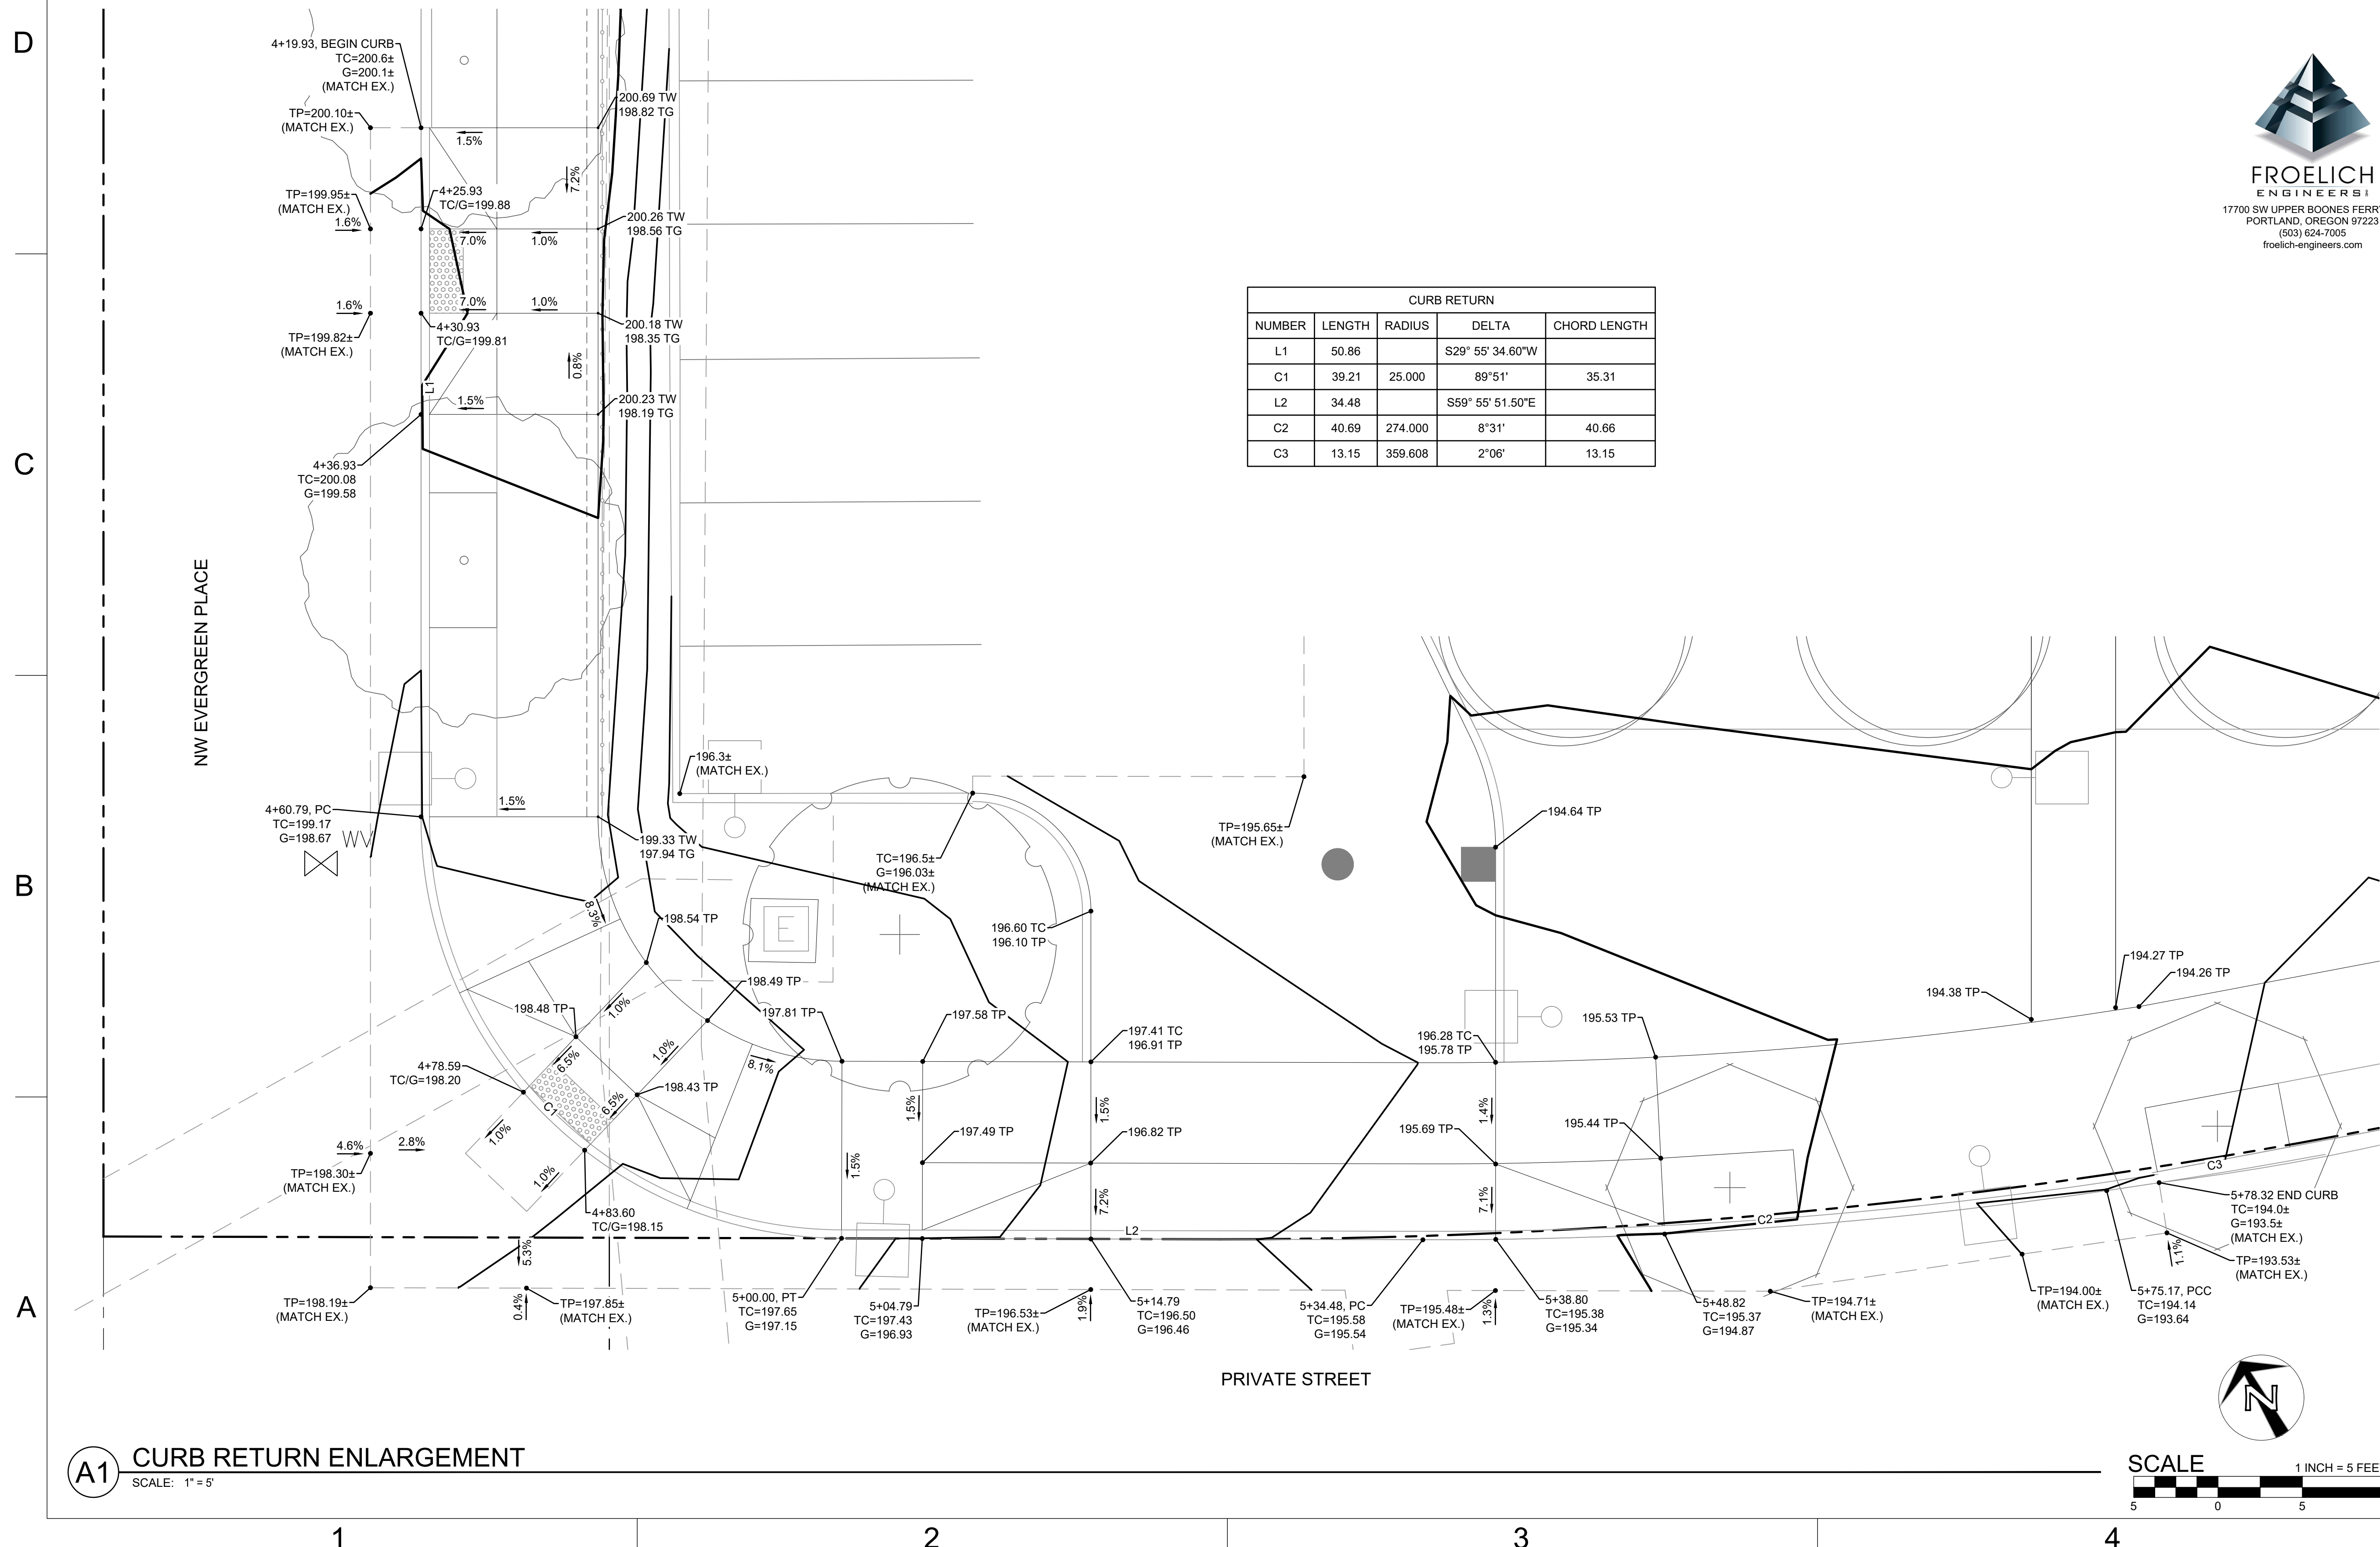 D
4+19.93, BEGIN CURB
TC=200.6±
G=200.1±
(MATCH EX.)
TP=200.10±
(MATCH EX.)
200.69 TW
198.82 TG
1.5%
7.2%
TP=199.95±
(MATCH EX.)
1.6%
4+25.93
TC/G=199.88
7.0%
1.0%
200.26 TW
198.56 TG
FROELICH
ENGINEERS
17700 SW UPPER BOONES FERR
PORTLAND, OREGON 97223
(503) 624-7005
froelich-engineers.com
1.6%
7.0%
1.0%
TP=199.82±
(MATCH EX.)
4+30.93
TC/G=199.81
200.18 TW
198.35 TG
0.8%
L1
1.5%
200.23 TW
198.19 TG
CURB RETURN
NUMBER LENGTH RADIUS DELTA CHORD LENGTH
L1 50.86 S29° 55' 34.60"W
C1 39.21 25.000 89°51' 35.31
L2 34.48 S59° 55' 51.50"E
C2 40.69 274.000 8°31' 40.66
C3 13.15 359.608 2°06' 13.15
C
4+36.93
TC=200.08
G=199.58
NW EVERGREEN PLACE
196.3±
(MATCH EX.)
4+60.79, PC
TC=199.17
G=198.67
W
1.5%
199.33 TW
197.94 TG
TC=196.5±
G=196.03±
(MATCH EX.)
TP=195.65±
(MATCH EX.)
194.64 TP
B
8.3%
198.54 TP
E
196.60 TC
196.10 TP
198.49 TP
198.48 TP
1.0%
197.81 TP
197.58 TP
197.41 TC
196.91 TP
196.28 TC
195.78 TP
195.53 TP
194.38 TP
194.27 TP
194.26 TP
4+78.59
TC/G=198.20
6.5%
1.0%
8.1%
198.43 TP
6.5%
C1
1.0%
1.0%
1.5%
1.5%
1.5%
1.4%
197.49 TP
196.82 TP
195.69 TP
195.44 TP
4.6%
2.8%
TP=198.30±
(MATCH EX.)
7.2%
7.1%
4+83.60
TC/G=198.15
5.3%
L2
C2
C3
5+78.32 END CURB
TC=194.0±
G=193.5±
(MATCH EX.)
1.1%
TP=193.53±
(MATCH EX.)
A
TP=198.19±
(MATCH EX.)
0.4%
TP=197.85±
(MATCH EX.)
5+00.00, PT
TC=197.65
G=197.15
5+04.79
TC=197.43
G=196.93
TP=196.53±
(MATCH EX.)
1.9%
5+14.79
TC=196.50
G=196.46
5+34.48, PC
TC=195.58
G=195.54
TP=195.48±
(MATCH EX.)
1.3%
5+38.80
TC=195.38
G=195.34
5+48.82
TC=195.37
G=194.87
TP=194.71±
(MATCH EX.)
TP=194.00±
(MATCH EX.)
5+75.17, PCC
TC=194.14
G=193.64
PRIVATE STREET
N
A1
CURB RETURN ENLARGEMENT
SCALE: 1" = 5'
SCALE
1 INCH = 5 FEE
5 0 5
1 2 3 4